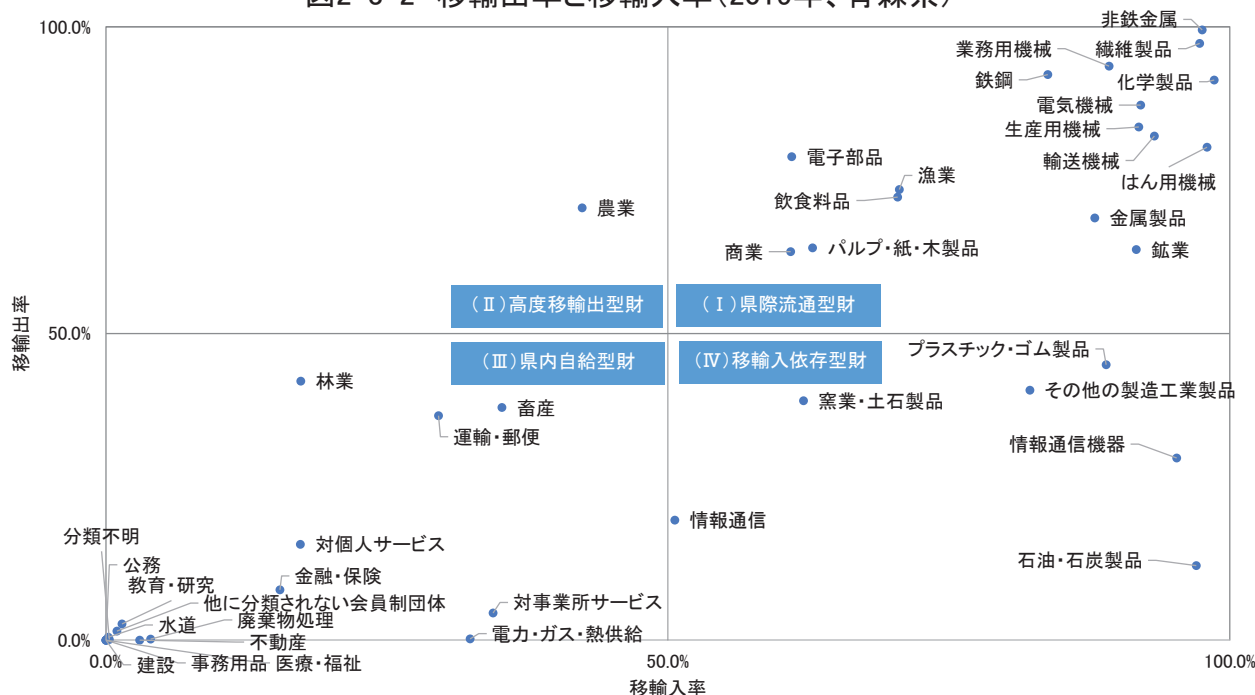 100.0%
非鉄金属
業務用機械
繊維製品
鉄鋼
化学製品
電気機械
生産用機械
輸送機械
はん用機械
電子部品
漁業
飲食料品
農業
金属製品
商業
パルプ・紙・木製品
鉱業
(Ⅱ)高度移輸出型財
(Ⅰ)県際流通型財
移輸出率
50.0%
(Ⅲ)県内自給型財
(Ⅳ)移輸入依存型財
プラスチック・ゴム製品
林業
その他の製造工業製品
畜産
窯業・土石製品
運輸・郵便
情報通信機器
情報通信
分類不明
対個人サービス
公務
石油・石炭製品
教育・研究
金融・保険
他に分類されない会員制団体
対事業所サービス
水道
廃棄物処理
電力・ガス・熱供給
不動産
0.0%
建設
事務用品
医療・福祉
0.0%
50.0%
100.0%
移輸入率